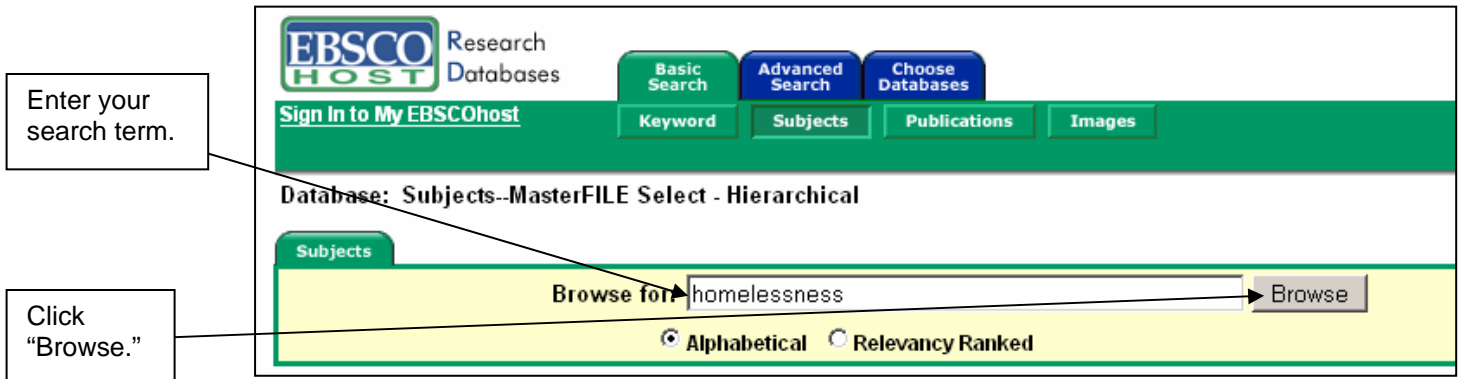 EBSCO Research
HOST Databases
Basic Search
Advanced Search
Choose Databases
Sign In to My EBSCOhost
Keyword
Subjects
Publications
Images
Enter your
search term.
Database: Subjects--MasterFILE Select - Hierarchical
Subjects
Browse for: homelessness Browse
Alphabetical Relevancy Ranked
Click
“Browse.”